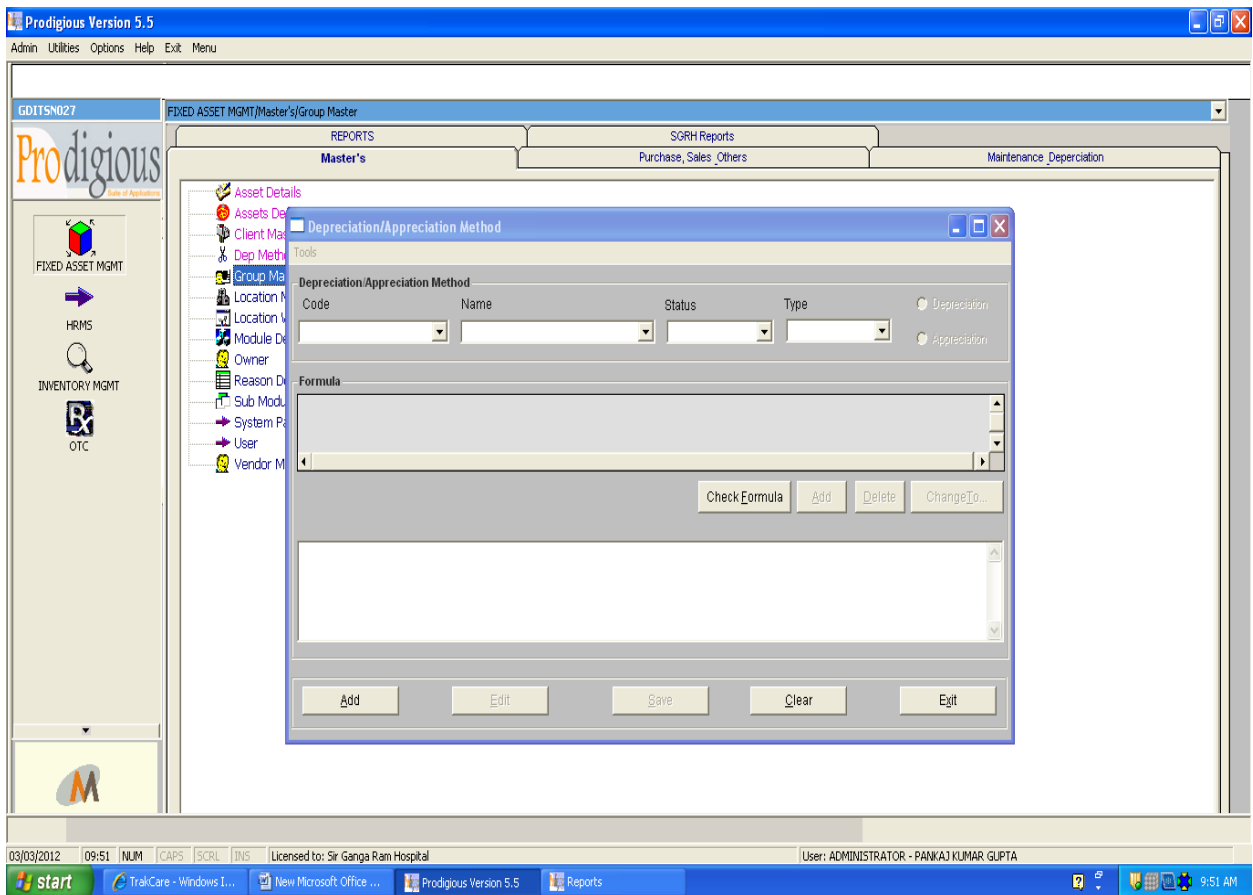 Prodigious Version 5.5
Admin Utilities Options Help Exit Menu
GDITSN027
FIXED ASSET MGMT/Master's/Group Master
Prodigious
Suite of Applications
REPORTS
SGRH Reports
Master's
Purchase, Sales_Others
Maintenance_Deperciation
FIXED ASSET MGMT
HRMS
INVENTORY MGMT
Rx
OTC
Asset Details
Assets De
Client Mas
Dep Meth
Group Ma
Location M
Location
Module De
Owner
Reason D
Sub Modu
System Pa
User
Vendor M
Depreciation/Appreciation Method
Tools
Depreciation/Appreciation Method
Code Name Status Type
Depreciation
Appreciation
Formula
Check Formula Add Delete ChangeTo...
Add Edit Save Clear Exit
M
03/03/2012 09:51 NUM CAPS SCRL INS Licensed to: Sir Ganga Ram Hospital User: ADMINISTRATOR - PANKAJ KUMAR GUPTA
start TrakCare - Windows I... New Microsoft Office ... Prodigious Version 5.5 Reports 9:51 AM